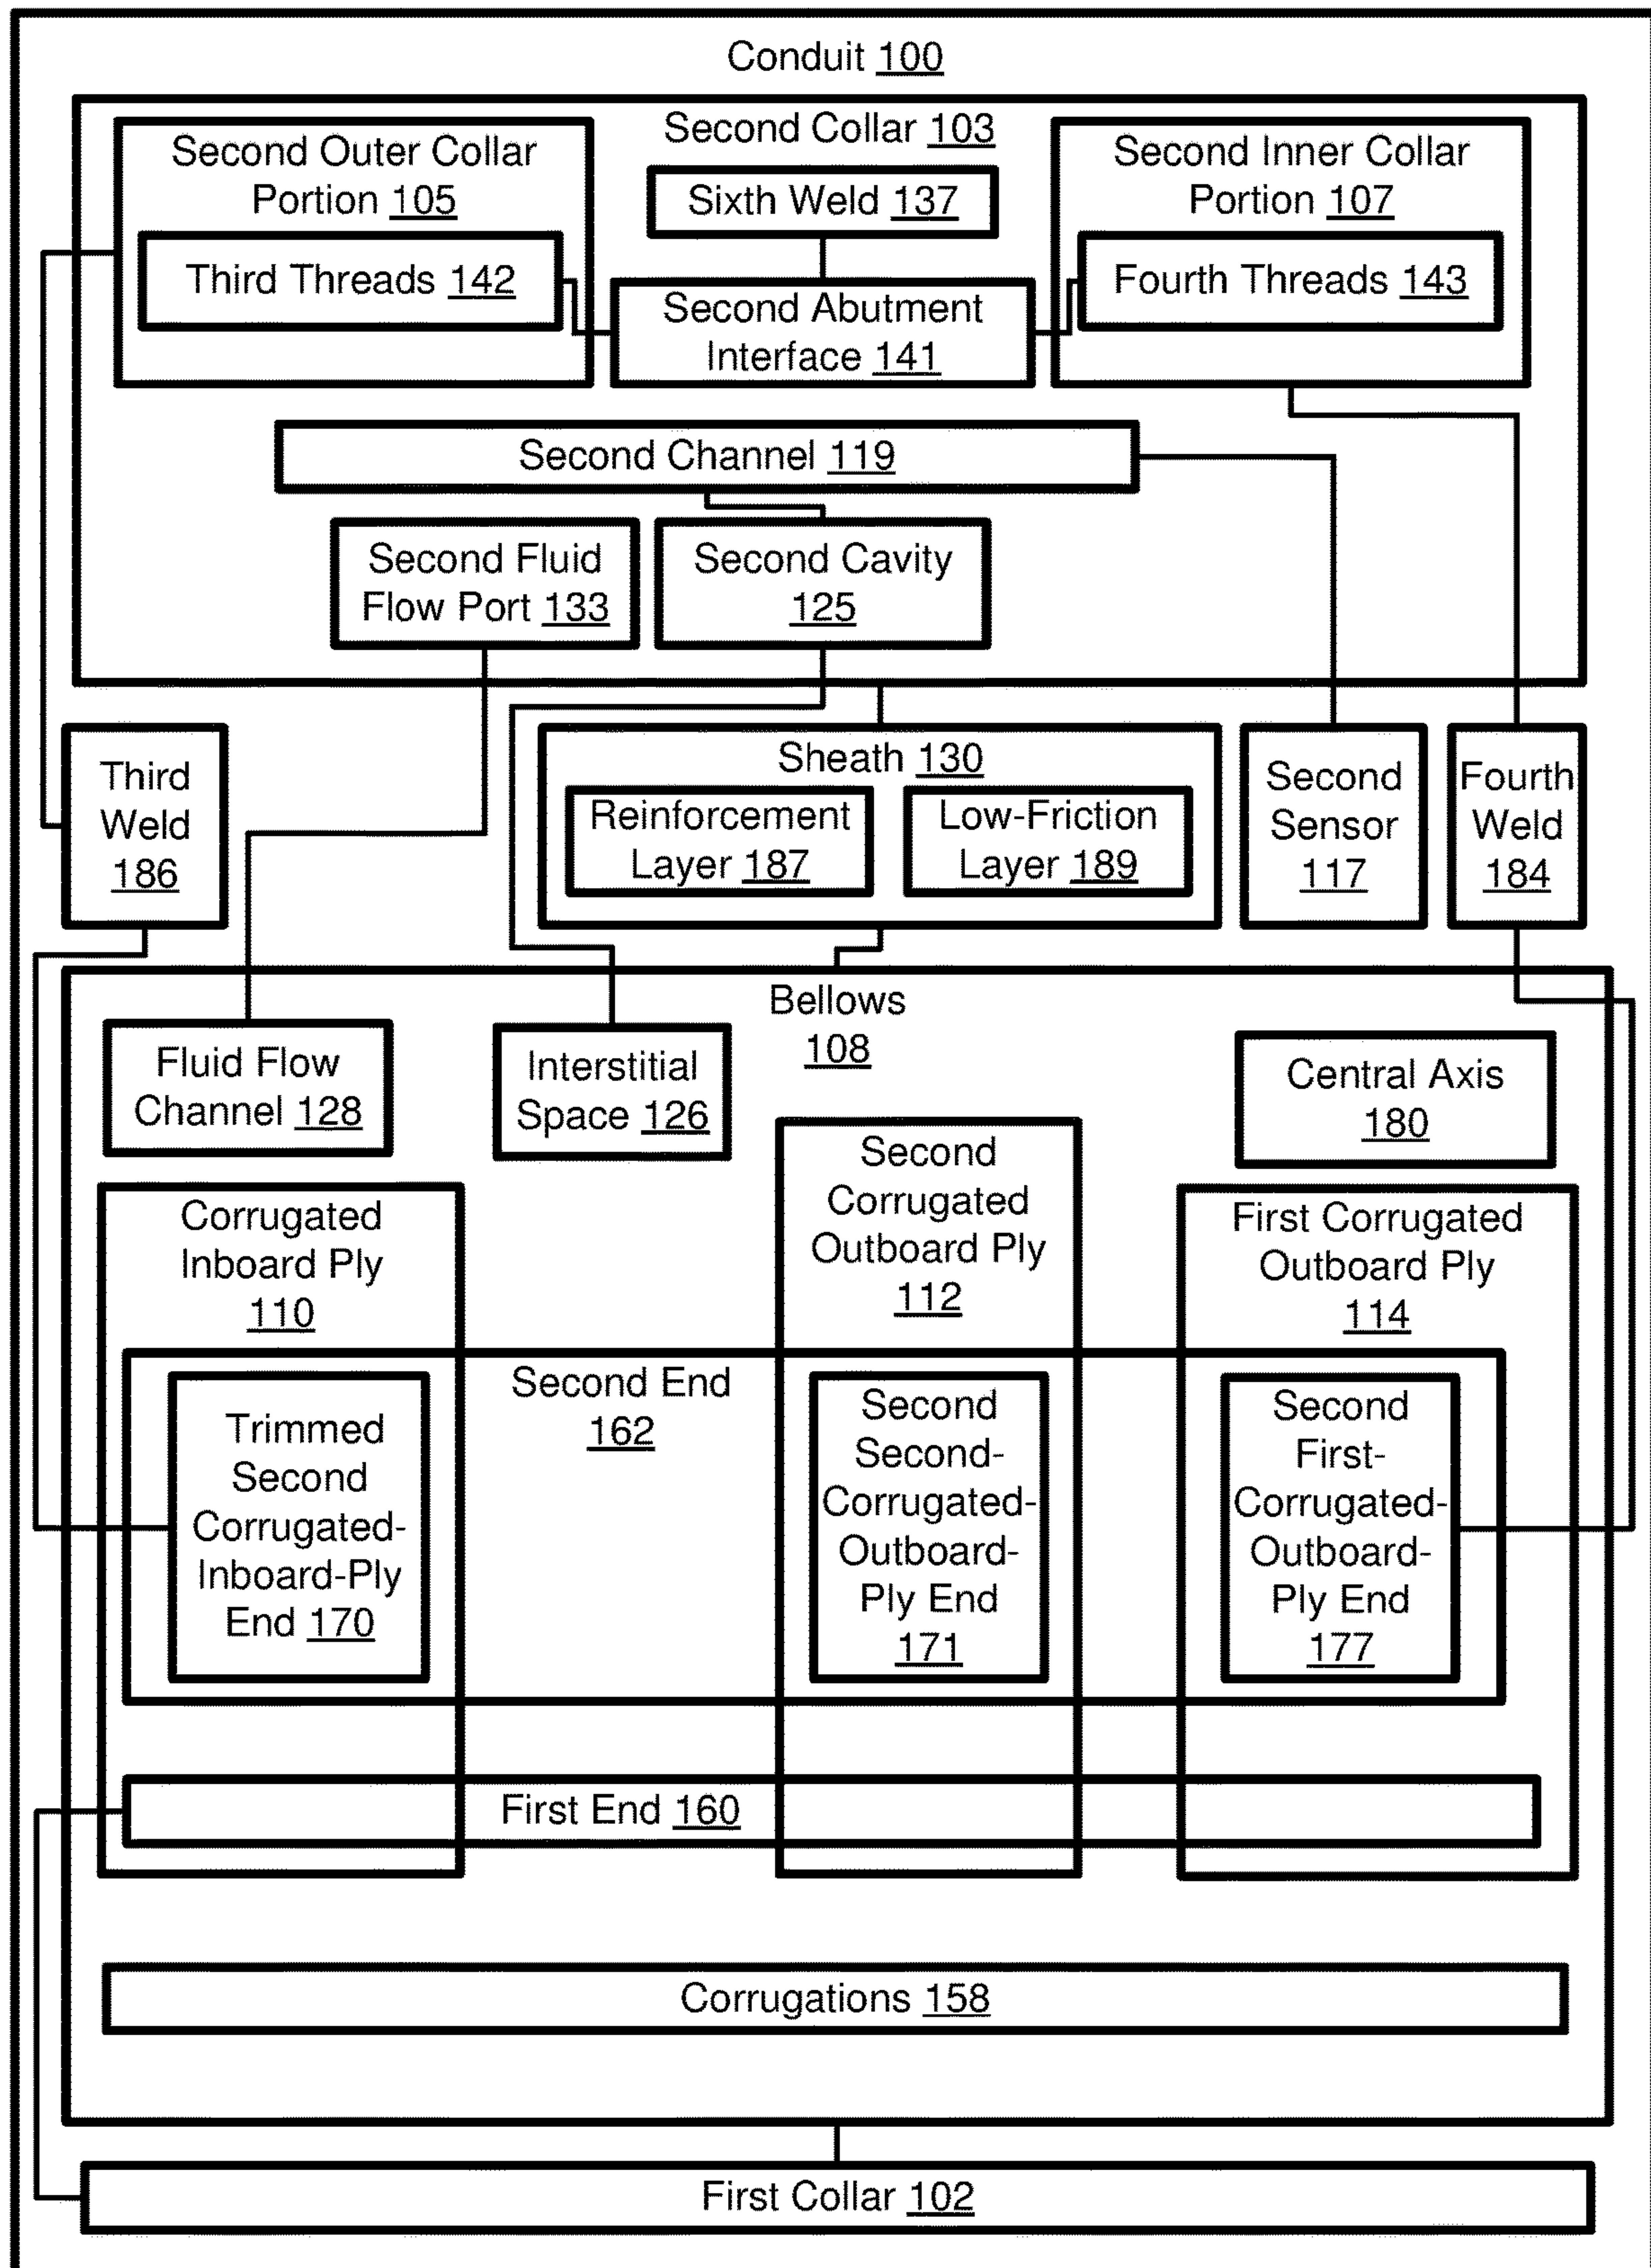 Conduit 100
Second Collar 103
Second Outer Collar
Portion 105
Third Threads 142
Sixth Weld 137
Second Abutment
Interface 141
Second Inner Collar
Portion 107
Fourth Threads 143
Second Channel 119
Second Fluid
Flow Port 133
Second Cavity
125
Third
Weld
186
Sheath 130
Reinforcement
Layer 187
Low-Friction
Layer 189
Second
Sensor
117
Fourth
Weld
184
Bellows
108
Fluid Flow
Channel 128
Interstitial
Space 126
Central Axis
180
Corrugated
Inboard Ply
110
Second
Corrugated
Outboard Ply
112
First Corrugated
Outboard Ply
114
Second End
162
Trimmed
Second
Corrugated-
Inboard-Ply
End 170
Second
Second-
Corrugated-
Outboard-
Ply End
171
Second
First-
Corrugated-
Outboard-
Ply End
177
First End 160
Corrugations 158
First Collar 102